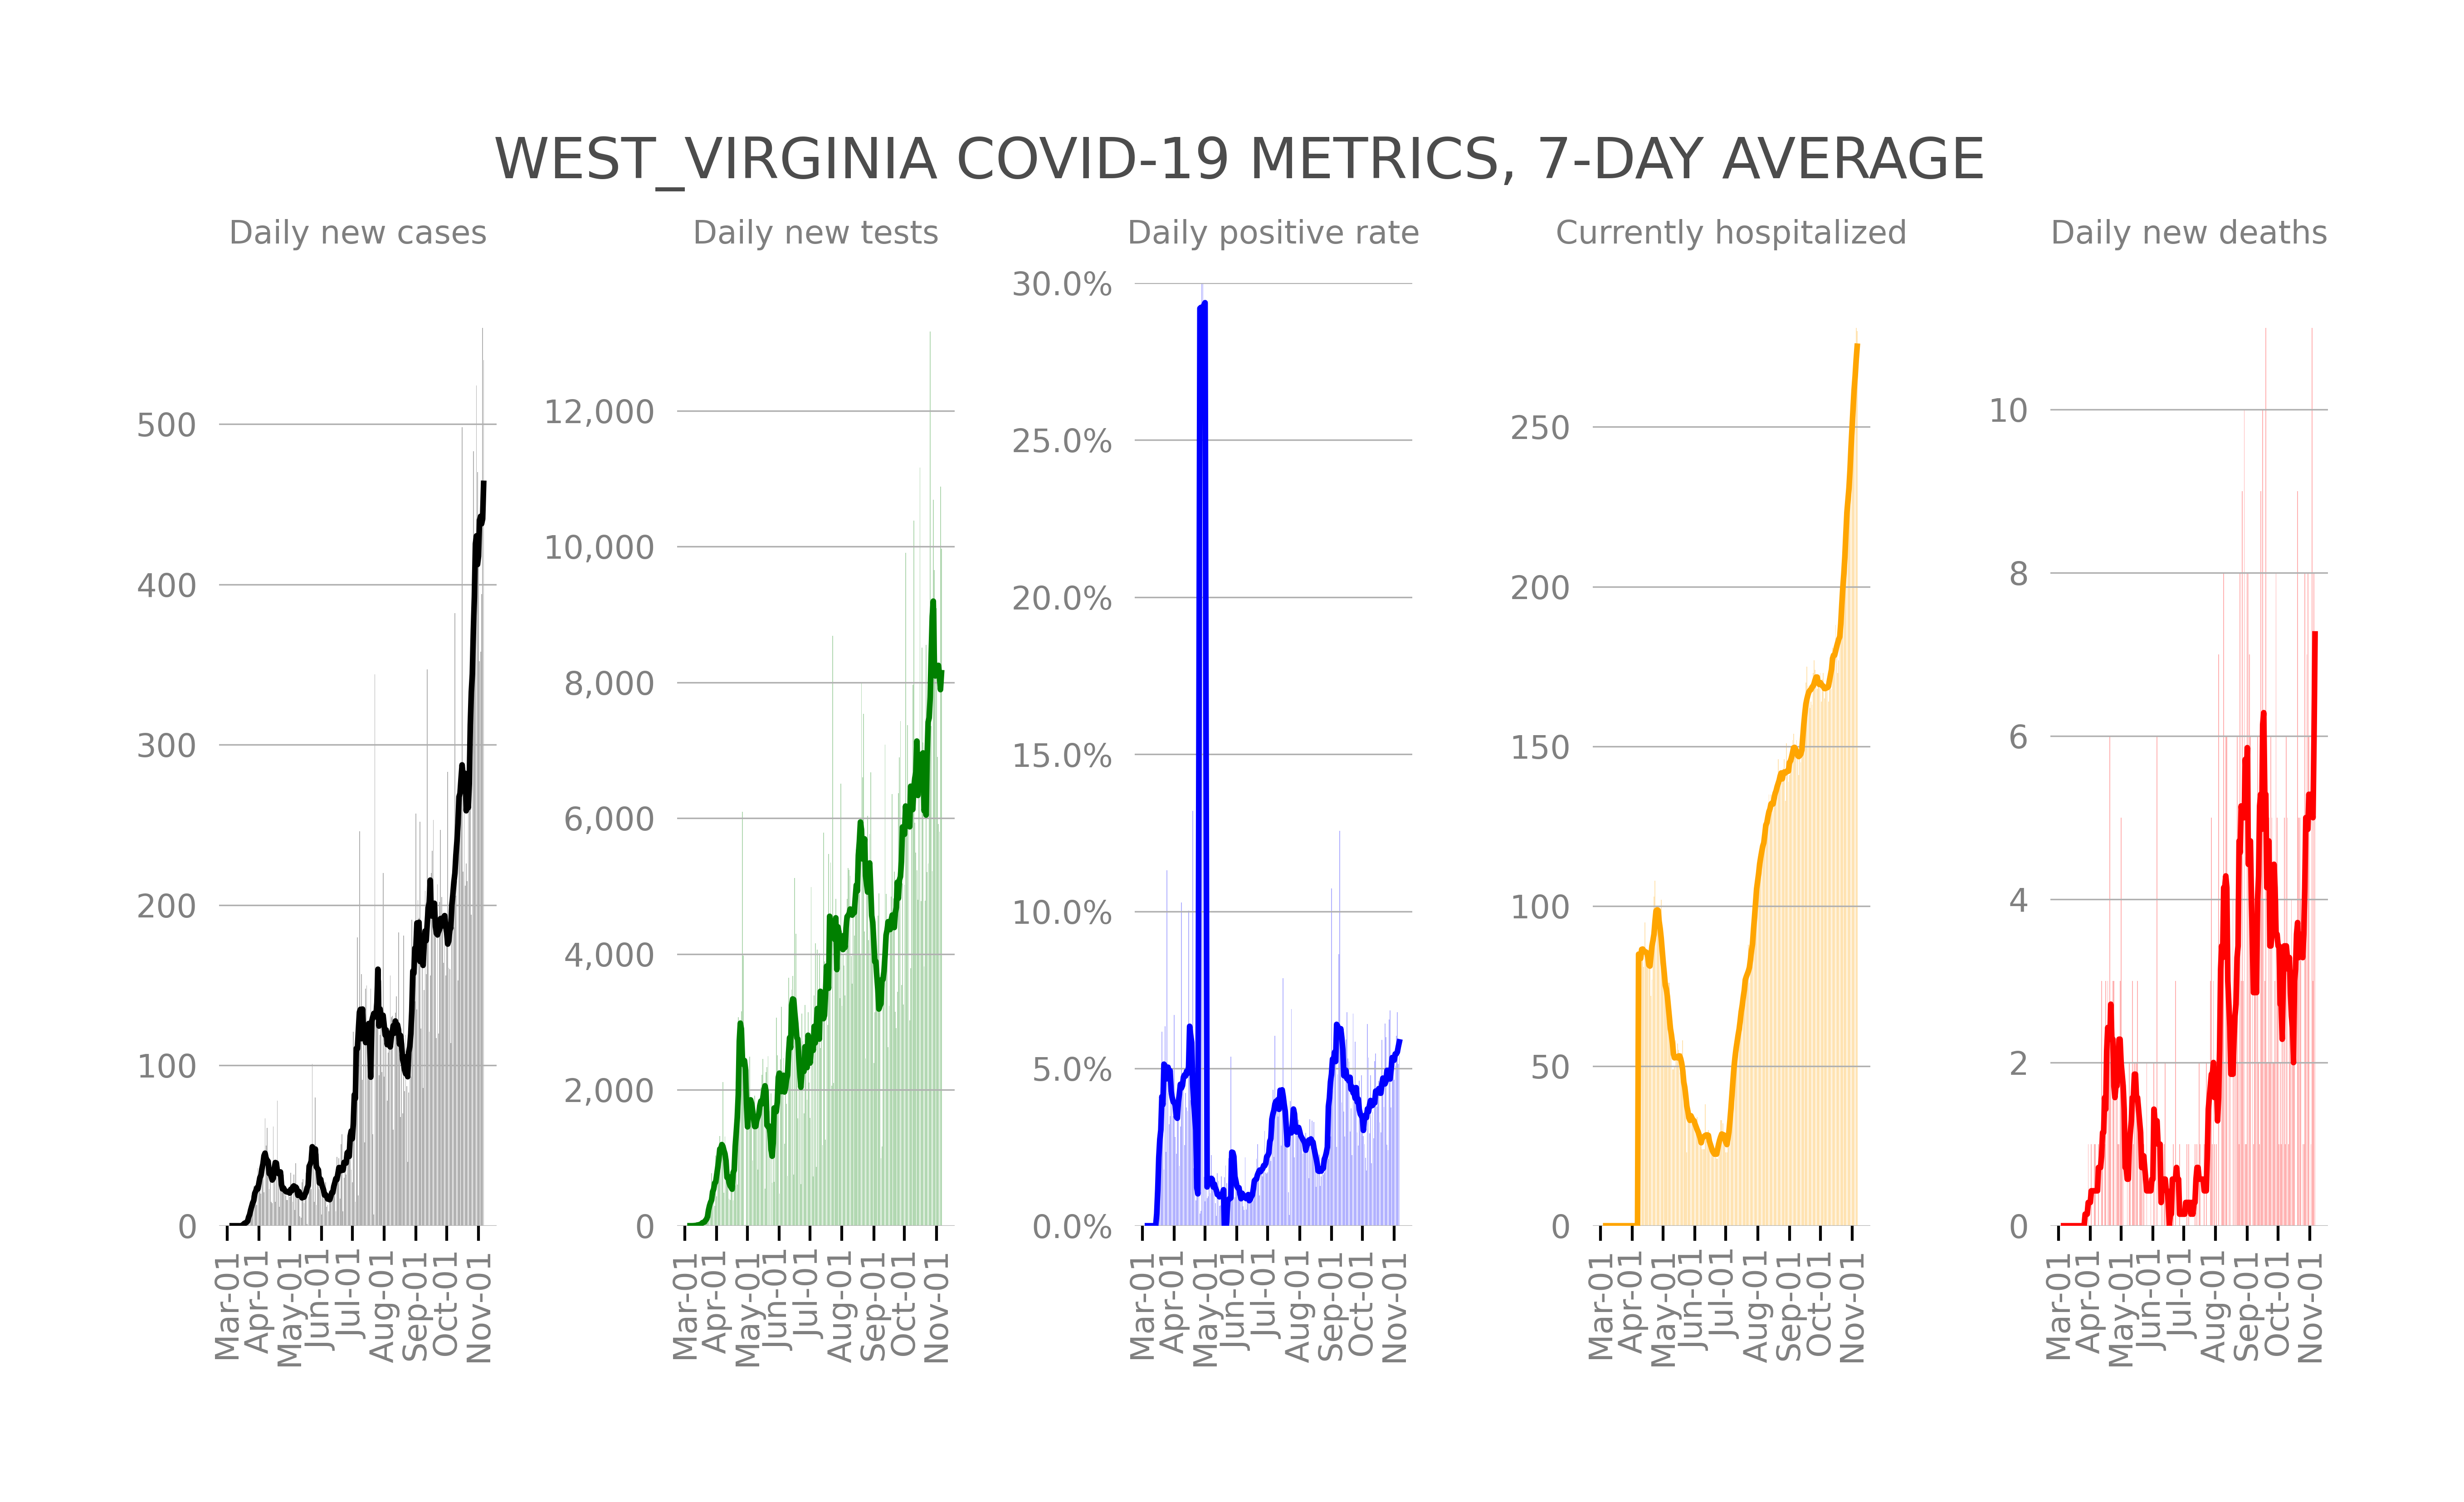 WEST_VIRGINIA COVID-19 METRICS, 7-DAY AVERAGE
Daily new cases
500
400
300
200
100
0
Mar-01
Apr-01
May-01
Jun-01
Jul-01
Aug-01
Sep-01
Oct-01
Nov-01
Daily new tests
12,000
10,000
8,000
6,000
4,000
2,000
0
Mar-01
Apr-01
May-01
Jun-01
Jul-01
Aug-01
Sep-01
Oct-01
Nov-01
Daily positive rate
30.0%
25.0%
20.0%
15.0%
10.0%
5.0%
0.0%
Mar-01
Apr-01
May-01
Jun-01
Jul-01
Aug-01
Sep-01
Oct-01
Nov-01
Currently hospitalized
250
200
150
100
50
0
Mar-01
Apr-01
May-01
Jun-01
Jul-01
Aug-01
Sep-01
Oct-01
Nov-01
Daily new deaths
10
8
6
4
2
0
Mar-01
Apr-01
May-01
Jun-01
Jul-01
Aug-01
Sep-01
Oct-01
Nov-01